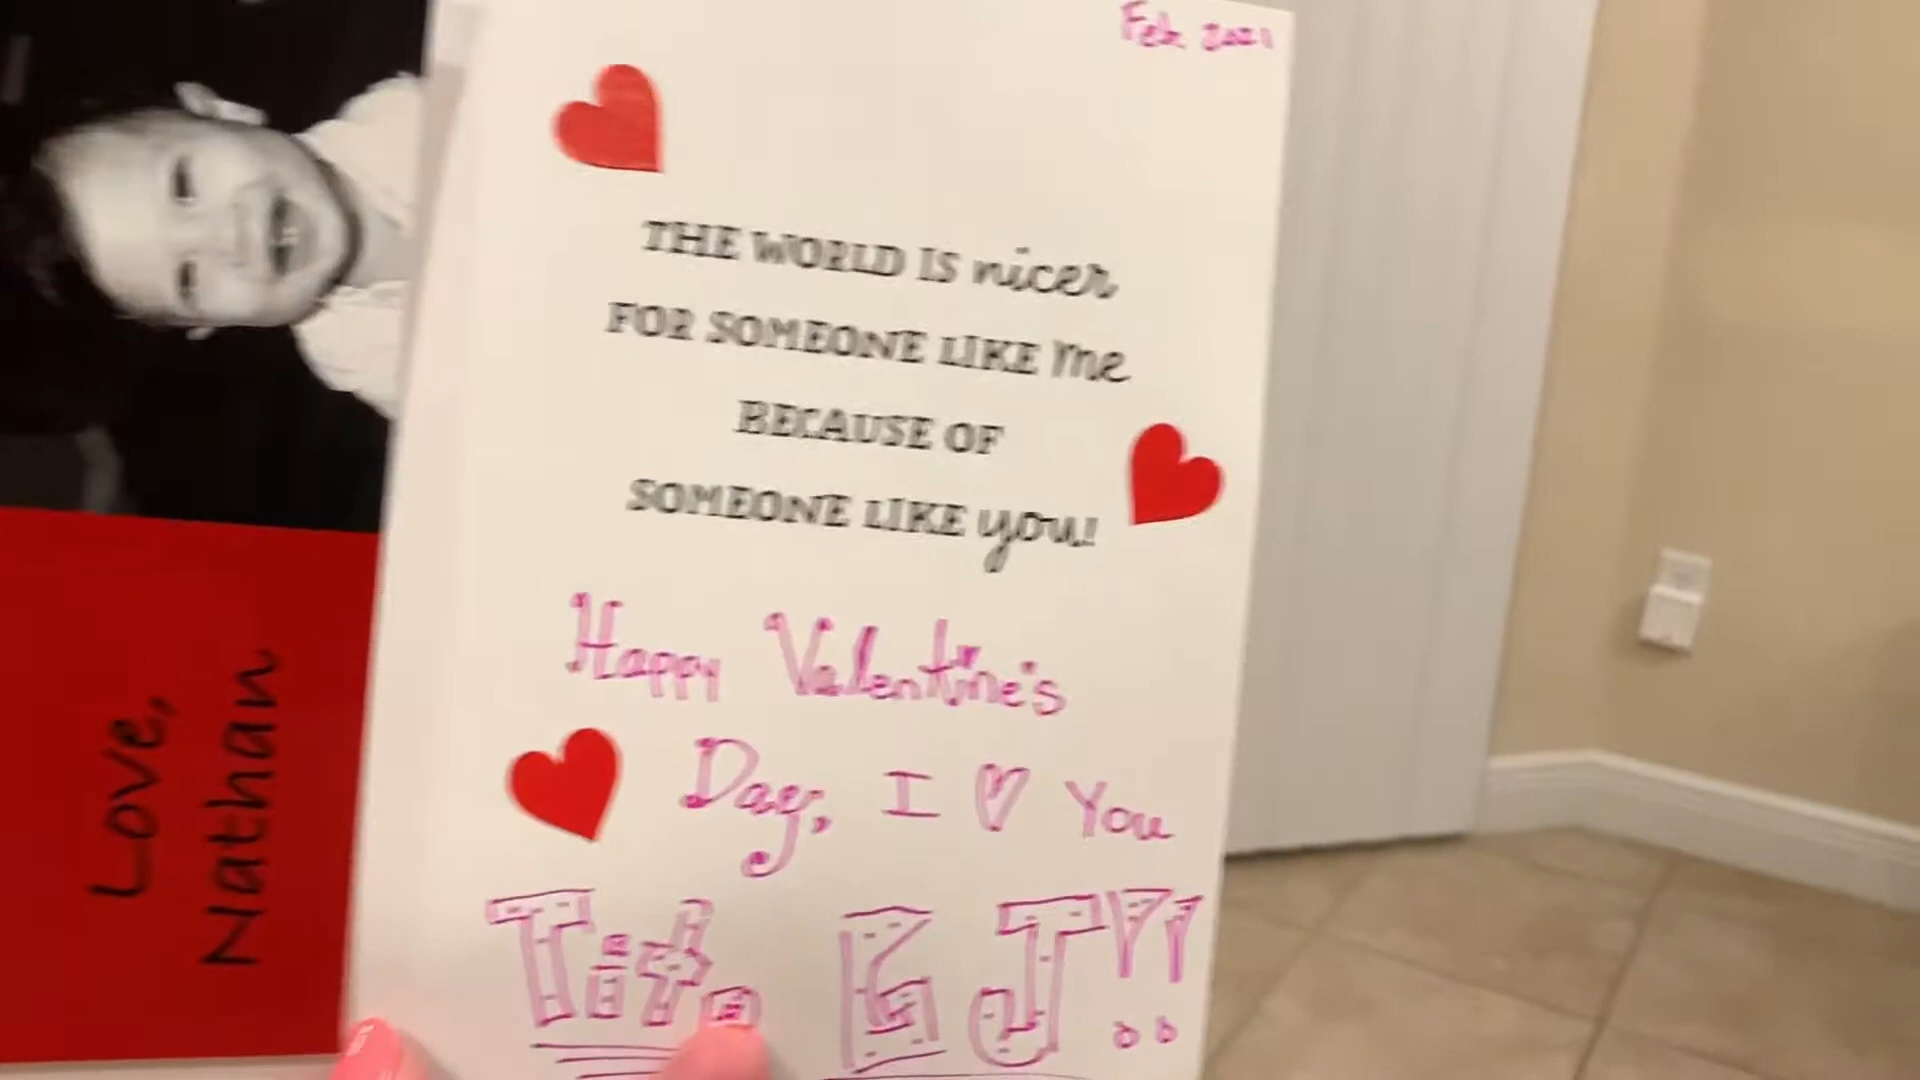 Feb 2021
THE WORLD IS nicer
FOR SOMEONE LIKE me
BECAUSE OF
SOMEONE LIKE you!
Happy Valentine's
Day, I ♡ You
Tito EJ!!
Love,
Nathan